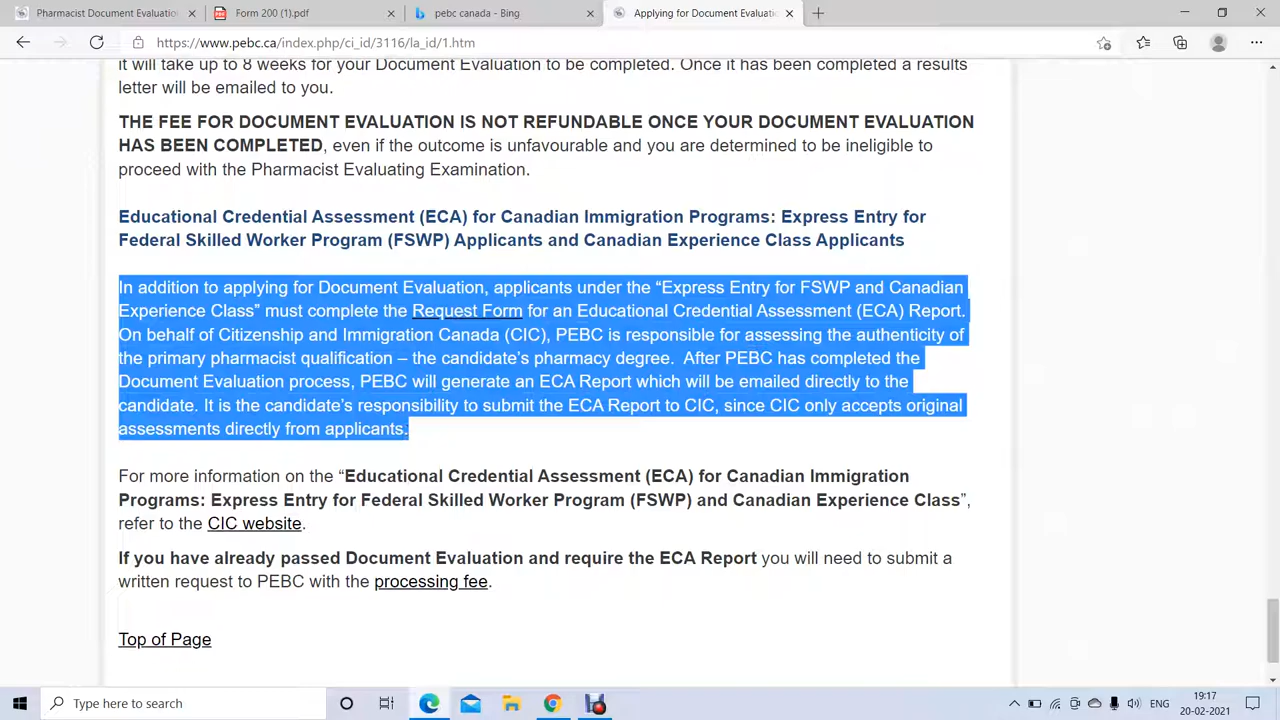 Pharmacist Document Evaluation
Form 200 (1).pdf
pebc canada - Bing
Applying for Document Evaluatio
https://www.pebc.ca/index.php/ci_id/3116/la_id/1.htm
it will take up to 8 weeks for your Document Evaluation to be completed. Once it has been completed a results
letter will be emailed to you.
THE FEE FOR DOCUMENT EVALUATION IS NOT REFUNDABLE ONCE YOUR DOCUMENT EVALUATION
HAS BEEN COMPLETED, even if the outcome is unfavourable and you are determined to be ineligible to
proceed with the Pharmacist Evaluating Examination.
Educational Credential Assessment (ECA) for Canadian Immigration Programs: Express Entry for
Federal Skilled Worker Program (FSWP) Applicants and Canadian Experience Class Applicants
In addition to applying for Document Evaluation, applicants under the “Express Entry for FSWP and Canadian
Experience Class” must complete the Request Form for an Educational Credential Assessment (ECA) Report.
On behalf of Citizenship and Immigration Canada (CIC), PEBC is responsible for assessing the authenticity of
the primary pharmacist qualification – the candidate’s pharmacy degree. After PEBC has completed the
Document Evaluation process, PEBC will generate an ECA Report which will be emailed directly to the
candidate. It is the candidate’s responsibility to submit the ECA Report to CIC, since CIC only accepts original
assessments directly from applicants.
For more information on the “Educational Credential Assessment (ECA) for Canadian Immigration
Programs: Express Entry for Federal Skilled Worker Program (FSWP) and Canadian Experience Class”,
refer to the CIC website.
If you have already passed Document Evaluation and require the ECA Report you will need to submit a
written request to PEBC with the processing fee.
Top of Page
Type here to search
ENG
19:17
20-02-2021